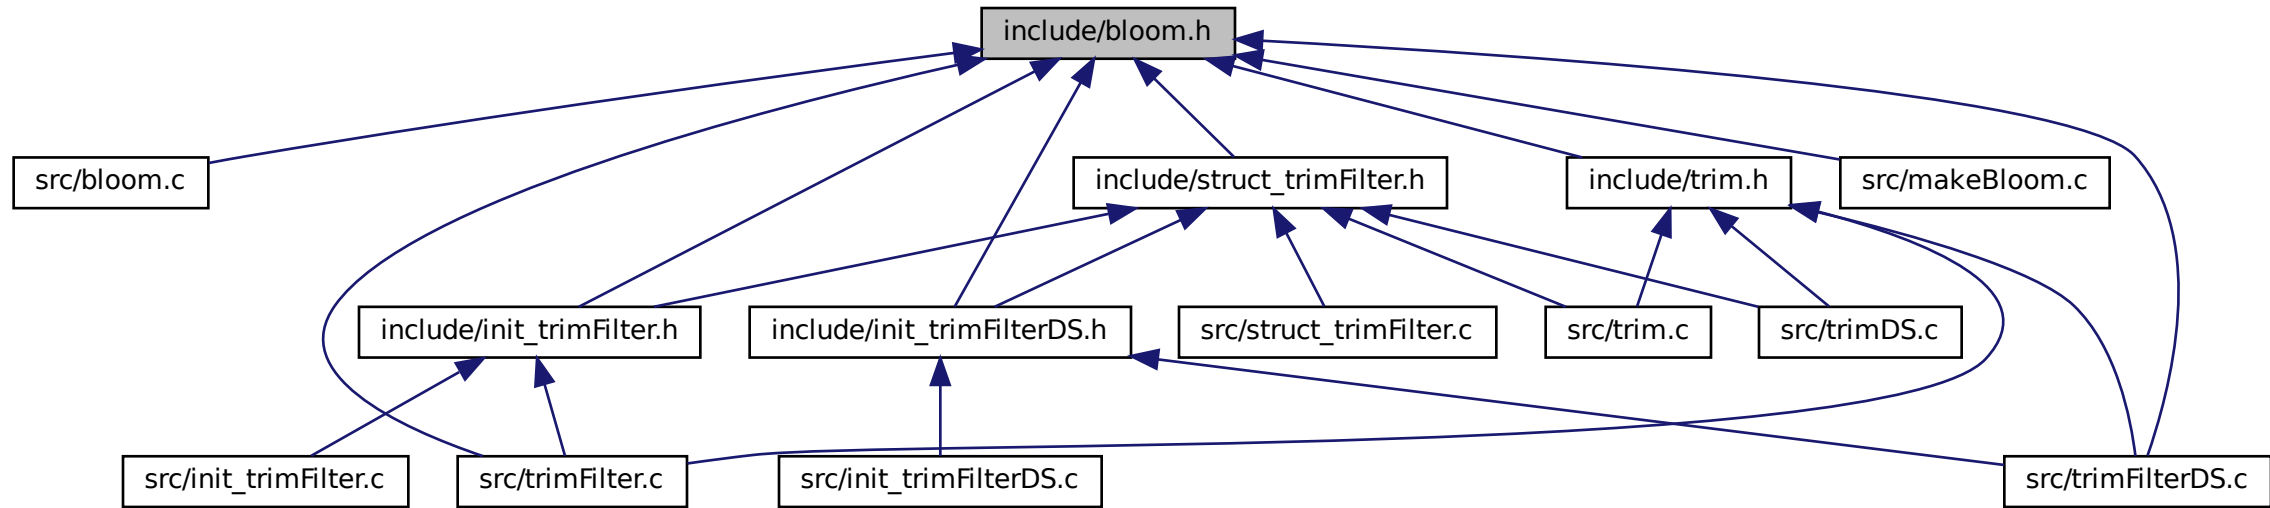 include/bloom.h
src/bloom.c
include/struct_trimFilter.h
include/trim.h
src/makeBloom.c
include/init_trimFilter.h
include/init_trimFilterDS.h
src/struct_trimFilter.c
src/trim.c
src/trimDS.c
src/init_trimFilter.c
src/trimFilter.c
src/init_trimFilterDS.c
src/trimFilterDS.c